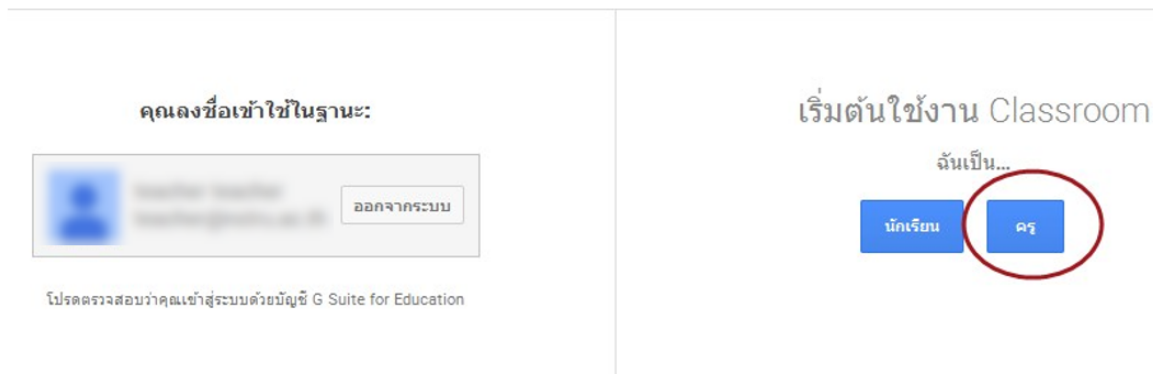 คุณลงชื่อเข้าใช้ในฐานะ:
ออกจากระบบ
โปรดตรวจสอบว่าคุณเข้าสู่ระบบด้วยบัญชี G Suite for Education
เริ่มต้นใช้งาน Classroom
ฉันเป็น...
นักเรียน
ครู